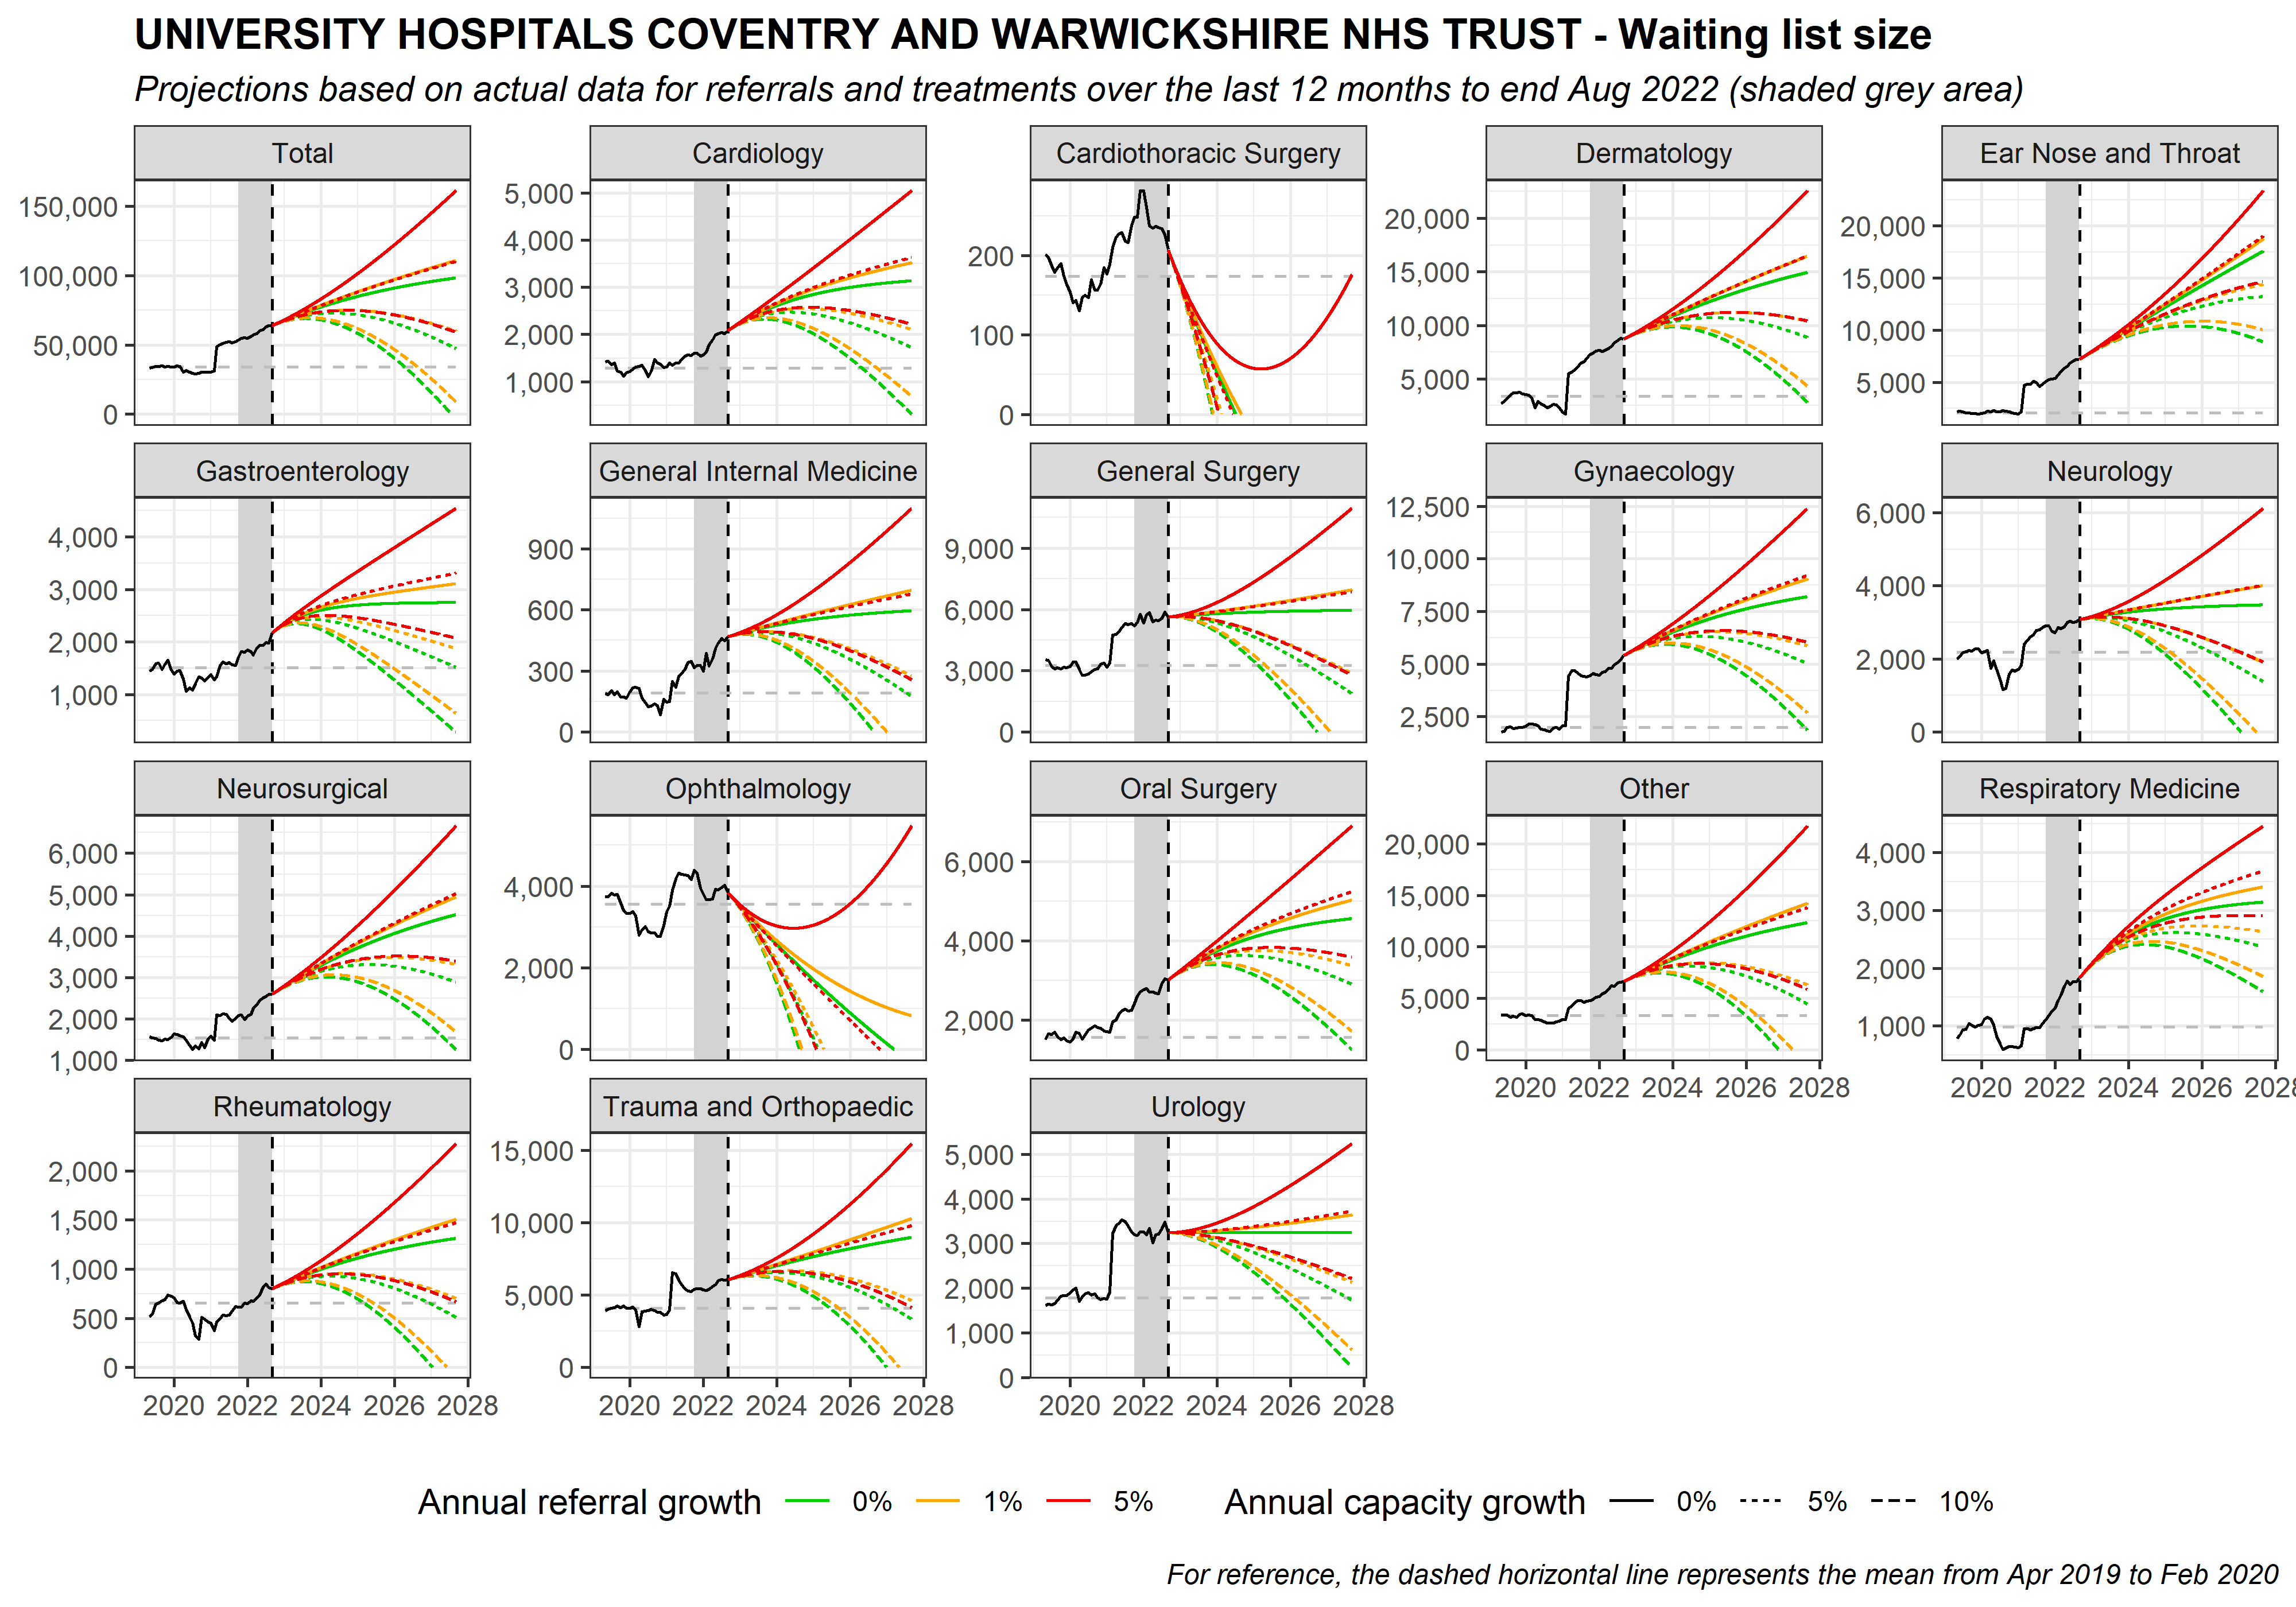 UNIVERSITY HOSPITALS COVENTRY AND WARWICKSHIRE NHS TRUST - Waiting list size
Projections based on actual data for referrals and treatments over the last 12 months to end Aug 2022 (shaded grey area)
Total
150,000
100,000
50,000
0
Cardiology
5,000
4,000
3,000
2,000
1,000
Cardiothoracic Surgery
200
100
0
Dermatology
20,000
15,000
10,000
5,000
Ear Nose and Throat
20,000
15,000
10,000
5,000
Gastroenterology
4,000
3,000
2,000
1,000
General Internal Medicine
900
600
300
0
General Surgery
9,000
6,000
3,000
0
Gynaecology
12,500
10,000
7,500
5,000
2,500
Neurology
6,000
4,000
2,000
0
Neurosurgical
6,000
5,000
4,000
3,000
2,000
1,000
Ophthalmology
4,000
2,000
0
Oral Surgery
6,000
4,000
2,000
Other
20,000
15,000
10,000
5,000
0
2020 2022 2024 2026 2028
Respiratory Medicine
4,000
3,000
2,000
1,000
2020 2022 2024 2026 2028
Rheumatology
2,000
1,500
1,000
500
0
2020 2022 2024 2026 2028
Trauma and Orthopaedic
15,000
10,000
5,000
0
2020 2022 2024 2026 2028
Urology
5,000
4,000
3,000
2,000
1,000
0
2020 2022 2024 2026 2028
Annual referral growth 0% 1% 5% Annual capacity growth 0% 5% 10%
For reference, the dashed horizontal line represents the mean from Apr 2019 to Feb 2020